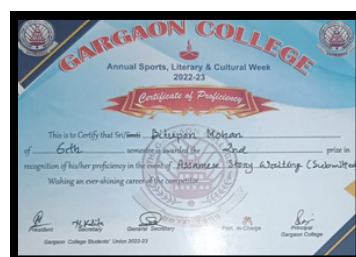 GARGAON COLLEGE
Annual Sports, Literary & Cultural Week
2022-23
Certificate of Proficiency
This is to Certify that Sri/Smti Mohan
of 6th semester is awarded the 2nd prize in
recognition of his/her proficiency in the event of Assamese Story Writing (Submitted
Wishing an ever-shining career of the competitor
President Secretary General Secretary Prof. In-Charge Principal
Gargaon College Students' Union 2022-23 Gargaon College